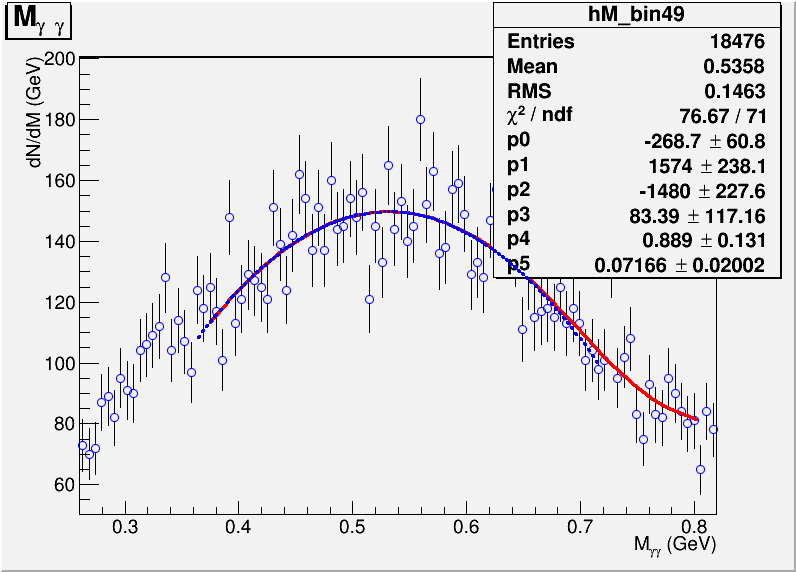 Mγ γ
hM_bin49
Entries 18476
Mean 0.5358
RMS 0.1463
χ² / ndf 76.67 / 71
p0 -268.7 ± 60.8
p1 1574 ± 238.1
p2 -1480 ± 227.6
p3 83.39 ± 117.16
p4 0.889 ± 0.131
p5 0.07166 ± 0.02002
dN/dM (GeV)
200
180
160
140
120
100
80
60
0.3 0.4 0.5 0.6 0.7 0.8
Mγγ (GeV)